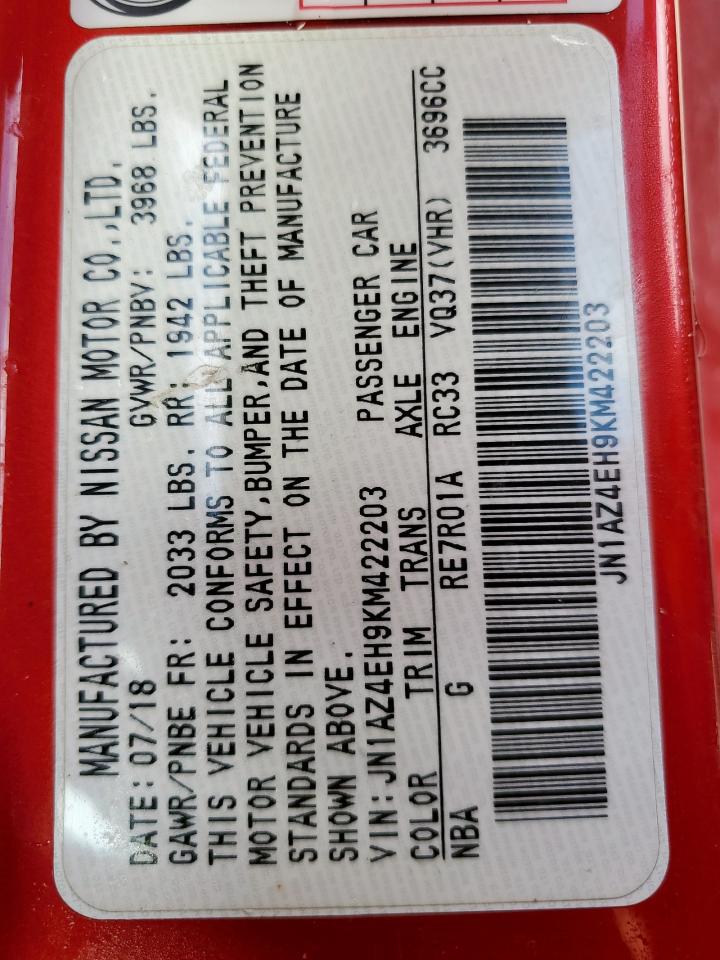 MANUFACTURED BY NISSAN MOTOR CO.,LTD.
DATE: 07/18 GVWR/PNBV: 3968 LBS.
GAWR/PNBE FR: 2033 LBS. RR: 1942 LBS.
THIS VEHICLE CONFORMS TO ALL APPLICABLE FEDERAL
MOTOR VEHICLE SAFETY,BUMPER,AND THEFT PREVENTION
STANDARDS IN EFFECT ON THE DATE OF MANUFACTURE
SHOWN ABOVE.
VIN: JN1AZ4EH9KM422203 PASSENGER CAR
COLOR TRIM TRANS AXLE ENGINE
NBA G RE7R01A RC33 VQ37(VHR) 3696CC
JN1AZ4EH9KM422203